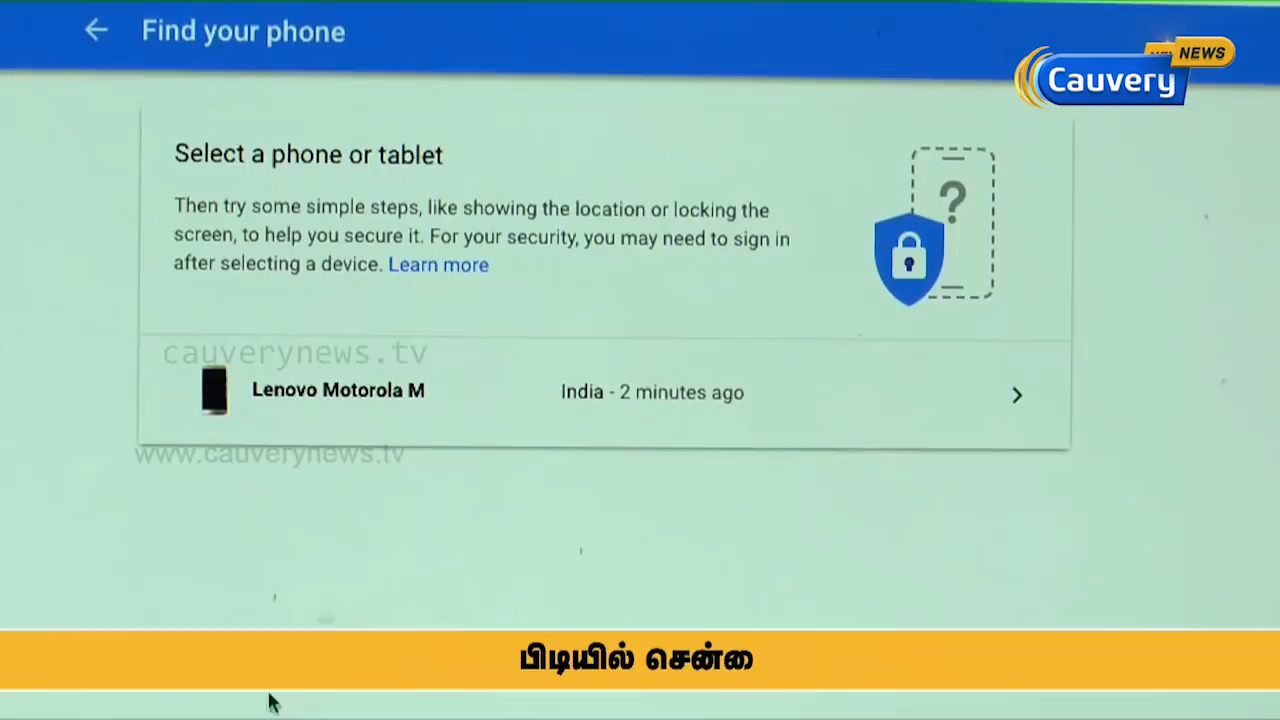 Find your phone
NEWS
Cauvery
Select a phone or tablet
Then try some simple steps, like showing the location or locking the
screen, to help you secure it. For your security, you may need to sign in
after selecting a device. Learn more
?
cauverynews.tv
Lenovo Motorola M India - 2 minutes ago
www.cauverynews.tv
பிடியில் சென்னை